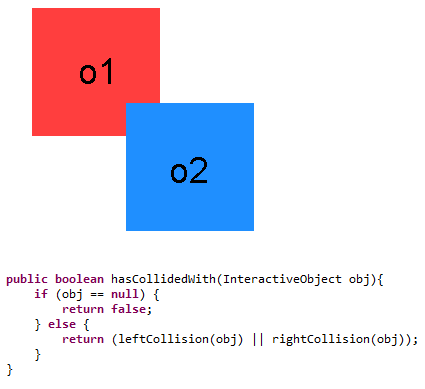 o1
o2
public boolean hasCollidedWith(InteractiveObject obj){
    if (obj == null) {
        return false;
    } else {
        return (leftCollision(obj) || rightCollision(obj));
    }
}